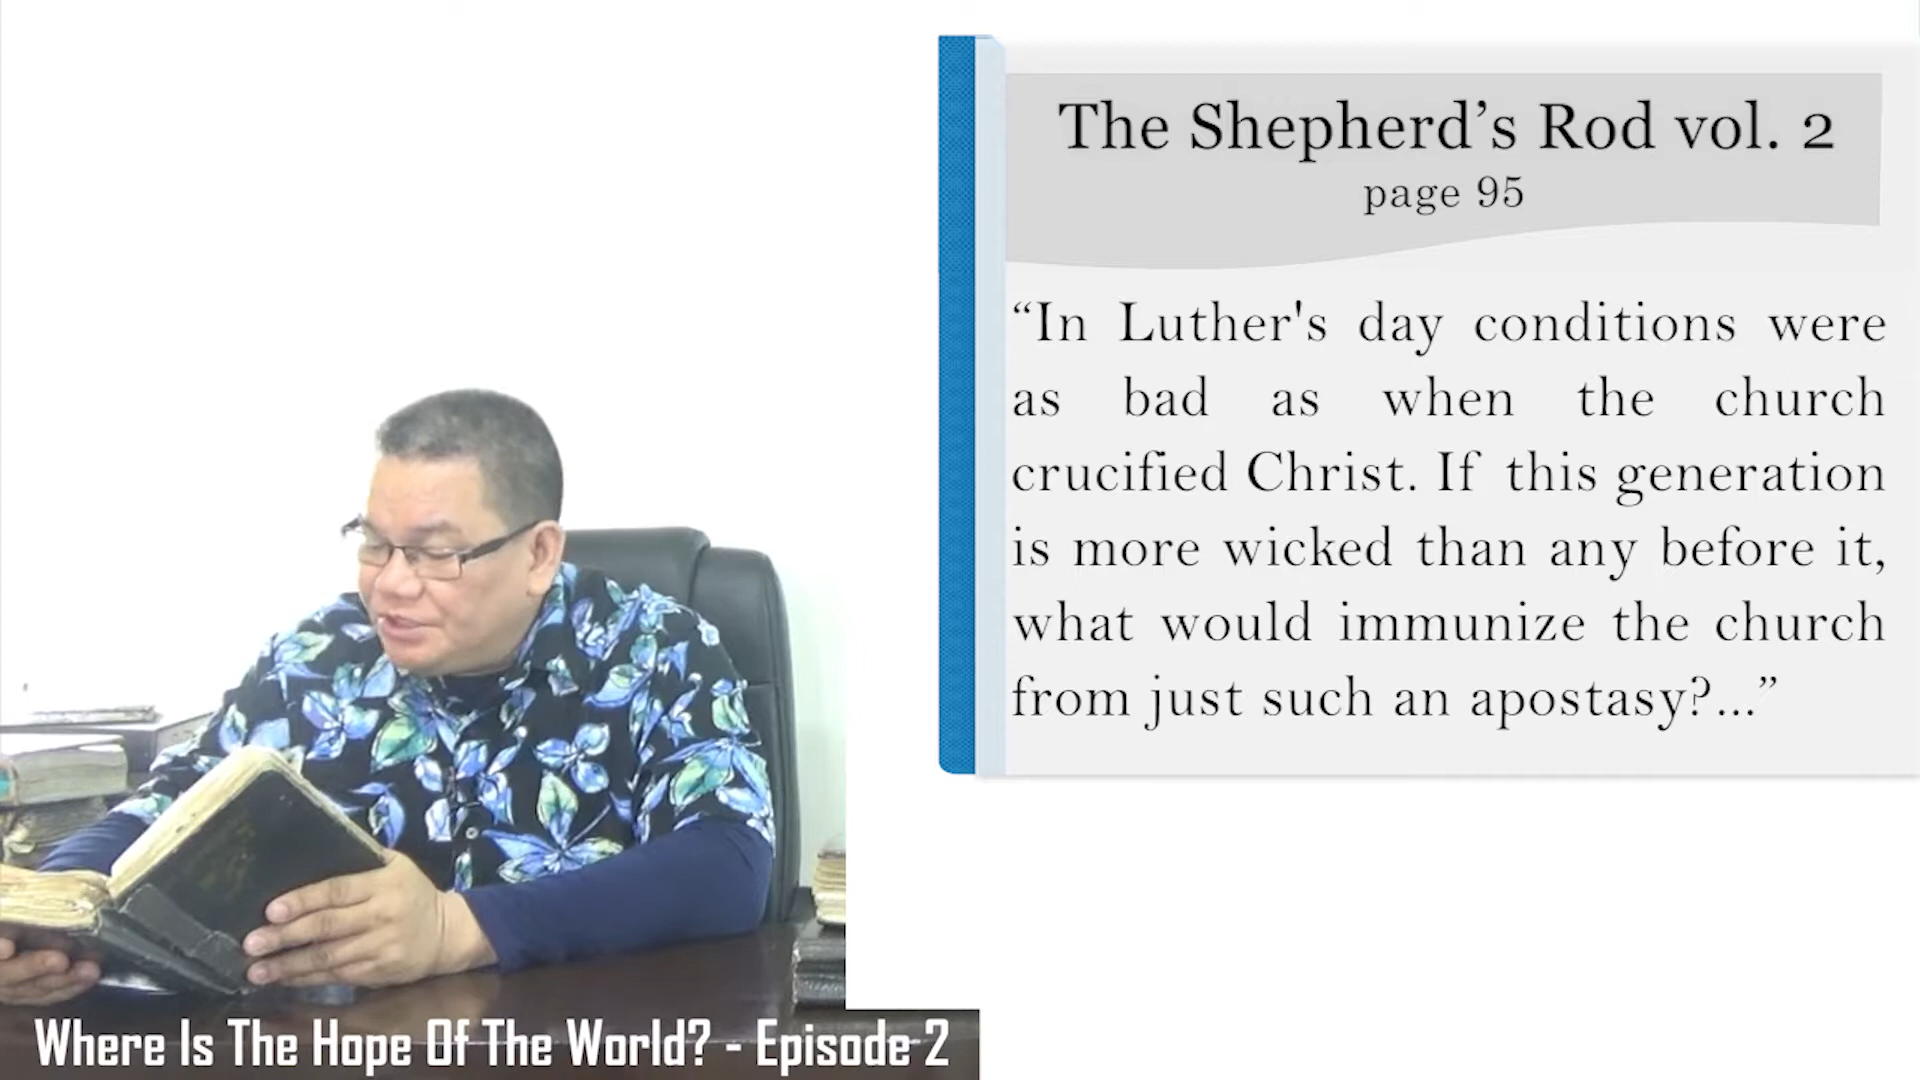 The Shepherd’s Rod vol. 2
page 95
“In Luther's day conditions were
as bad as when the church
crucified Christ. If this generation
is more wicked than any before it,
what would immunize the church
from just such an apostasy?...”
Where Is The Hope Of The World? - Episode 2